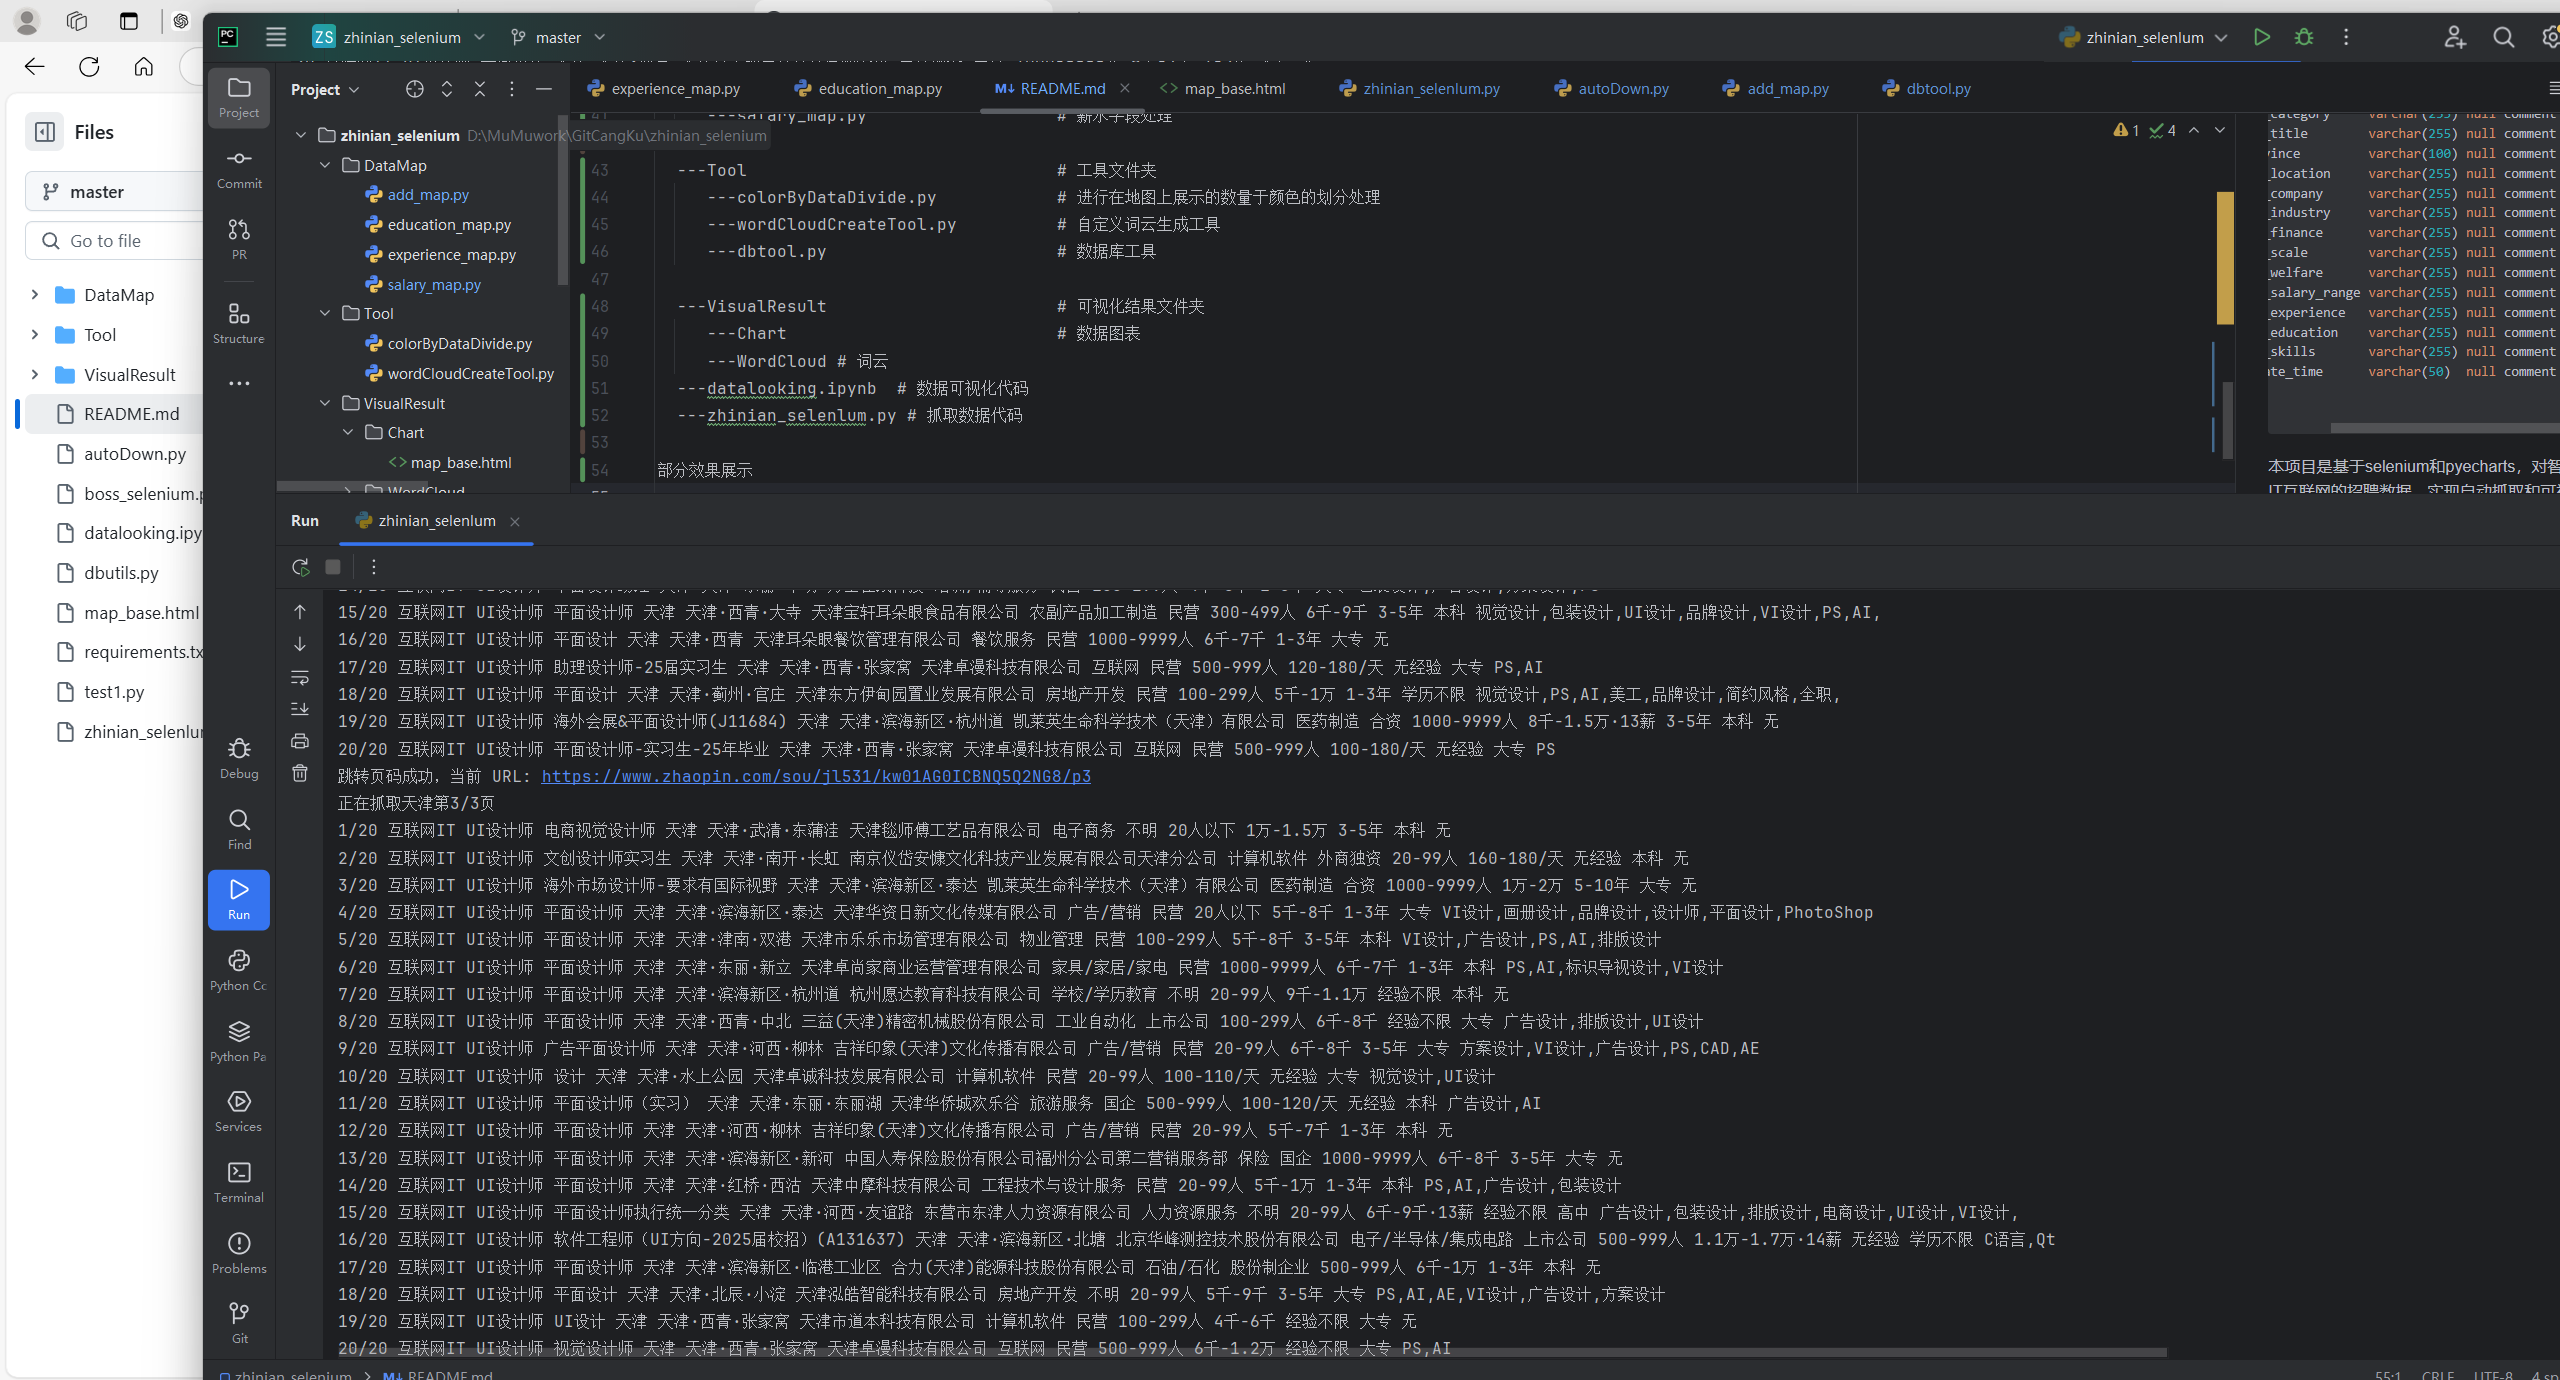 zhinian_selenium
master
zhinian_selenlum
Files
master
Go to file
DataMap
Tool
VisualResult
README.md
autoDown.py
boss_selenium.p
datalooking.ipy
dbutils.py
map_base.html
requirements.tx
test1.py
zhinian_selenlur
Project
Commit
PR
Structure
Debug
Find
Run
Python Cc
Python Pa
Services
Terminal
Problems
Git
Project
zhinian_selenium D:\MuMuwork\GitCangKu\zhinian_selenium
DataMap
add_map.py
education_map.py
experience_map.py
salary_map.py
Tool
colorByDataDivide.py
wordCloudCreateTool.py
VisualResult
Chart
map_base.html
WordCloud
experience_map.py
education_map.py
README.md
map_base.html
zhinian_selenlum.py
autoDown.py
add_map.py
dbtool.py
1 4
---salary_map.py # 薪水字段处理
43 ---Tool # 工具文件夹
44 ---colorByDataDivide.py # 进行在地图上展示的数量于颜色的划分处理
45 ---wordCloudCreateTool.py # 自定义词云生成工具
46 ---dbtool.py # 数据库工具
47
48 ---VisualResult # 可视化结果文件夹
49 ---Chart # 数据图表
50 ---WordCloud # 词云
51 ---datalooking.ipynb # 数据可视化代码
52 ---zhinian_selenlum.py # 抓取数据代码
53
54 部分效果展示
_category varchar(255) null comment
_title varchar(255) null comment
vince varchar(100) null comment
_location varchar(255) null comment
_company varchar(255) null comment
_industry varchar(255) null comment
_finance varchar(255) null comment
_scale varchar(255) null comment
_welfare varchar(255) null comment
_salary_range varchar(255) null comment
_experience varchar(255) null comment
_education varchar(255) null comment
_skills varchar(255) null comment
ate_time varchar(50) null comment
本项目是基于selenium和pyecharts，对智
IT互联网的招聘数据，实现自动抓取和可视
Run zhinian_selenlum
15/20 互联网IT UI设计师 平面设计师 天津 天津·西青·大寺 天津宝轩耳朵眼食品有限公司 农副产品加工制造 民营 300-499人 6千-9千 3-5年 本科 视觉设计,包装设计,UI设计,品牌设计,VI设计,PS,AI,
16/20 互联网IT UI设计师 平面设计 天津 天津·西青 天津耳朵眼餐饮管理有限公司 餐饮服务 民营 1000-9999人 6千-7千 1-3年 大专 无
17/20 互联网IT UI设计师 助理设计师-25届实习生 天津 天津·西青·张家窝 天津卓漫科技有限公司 互联网 民营 500-999人 120-180/天 无经验 大专 PS,AI
18/20 互联网IT UI设计师 平面设计 天津 天津·蓟州·官庄 天津东方伊甸园置业发展有限公司 房地产开发 民营 100-299人 5千-1万 1-3年 学历不限 视觉设计,PS,AI,美工,品牌设计,简约风格,全职,
19/20 互联网IT UI设计师 海外会展&平面设计师(J11684) 天津 天津·滨海新区·杭州道 凯莱英生命科学技术（天津）有限公司 医药制造 合资 1000-9999人 8千-1.5万·13薪 3-5年 本科 无
20/20 互联网IT UI设计师 平面设计师-实习生-25年毕业 天津 天津·西青·张家窝 天津卓漫科技有限公司 互联网 民营 500-999人 100-180/天 无经验 大专 PS
跳转页码成功，当前 URL: https://www.zhaopin.com/sou/jl531/kw01AG0ICBNQ5Q2NG8/p3
正在抓取天津第3/3页
1/20 互联网IT UI设计师 电商视觉设计师 天津 天津·武清·东蒲洼 天津毯师傅工艺品有限公司 电子商务 不明 20人以下 1万-1.5万 3-5年 本科 无
2/20 互联网IT UI设计师 文创设计师实习生 天津 天津·南开·长虹 南京仪岱安慷文化科技产业发展有限公司天津分公司 计算机软件 外商独资 20-99人 160-180/天 无经验 本科 无
3/20 互联网IT UI设计师 海外市场设计师-要求有国际视野 天津 天津·滨海新区·泰达 凯莱英生命科学技术（天津）有限公司 医药制造 合资 1000-9999人 1万-2万 5-10年 大专 无
4/20 互联网IT UI设计师 平面设计师 天津 天津·滨海新区·泰达 天津华资日新文化传媒有限公司 广告/营销 民营 20人以下 5千-8千 1-3年 大专 VI设计,画册设计,品牌设计,设计师,平面设计,PhotoShop
5/20 互联网IT UI设计师 平面设计师 天津 天津·津南·双港 天津市乐乐市场管理有限公司 物业管理 民营 100-299人 5千-8千 3-5年 本科 VI设计,广告设计,PS,AI,排版设计
6/20 互联网IT UI设计师 平面设计师 天津 天津·东丽·新立 天津卓尚家商业运营管理有限公司 家具/家居/家电 民营 1000-9999人 6千-7千 1-3年 本科 PS,AI,标识导视设计,VI设计
7/20 互联网IT UI设计师 平面设计师 天津 天津·滨海新区·杭州道 杭州愿达教育科技有限公司 学校/学历教育 不明 20-99人 9千-1.1万 经验不限 本科 无
8/20 互联网IT UI设计师 平面设计师 天津 天津·西青·中北 三益(天津)精密机械股份有限公司 工业自动化 上市公司 100-299人 6千-8千 经验不限 大专 广告设计,排版设计,UI设计
9/20 互联网IT UI设计师 广告平面设计师 天津 天津·河西·柳林 吉祥印象(天津)文化传播有限公司 广告/营销 民营 20-99人 6千-8千 3-5年 大专 方案设计,VI设计,广告设计,PS,CAD,AE
10/20 互联网IT UI设计师 设计 天津 天津·水上公园 天津卓诚科技发展有限公司 计算机软件 民营 20-99人 100-110/天 无经验 大专 视觉设计,UI设计
11/20 互联网IT UI设计师 平面设计师（实习） 天津 天津·东丽·东丽湖 天津华侨城欢乐谷 旅游服务 国企 500-999人 100-120/天 无经验 本科 广告设计,AI
12/20 互联网IT UI设计师 平面设计师 天津 天津·河西·柳林 吉祥印象(天津)文化传播有限公司 广告/营销 民营 20-99人 5千-7千 1-3年 本科 无
13/20 互联网IT UI设计师 平面设计师 天津 天津·滨海新区·新河 中国人寿保险股份有限公司福州分公司第二营销服务部 保险 国企 1000-9999人 6千-8千 3-5年 大专 无
14/20 互联网IT UI设计师 平面设计师 天津 天津·红桥·西沽 天津中摩科技有限公司 工程技术与设计服务 民营 20-99人 5千-1万 1-3年 本科 PS,AI,广告设计,包装设计
15/20 互联网IT UI设计师 平面设计师执行统一分类 天津 天津·河西·友谊路 东营市东津人力资源有限公司 人力资源服务 不明 20-99人 6千-9千·13薪 经验不限 高中 广告设计,包装设计,排版设计,电商设计,UI设计,VI设计,
16/20 互联网IT UI设计师 软件工程师（UI方向-2025届校招）(A131637) 天津 天津·滨海新区·北塘 北京华峰测控技术股份有限公司 电子/半导体/集成电路 上市公司 500-999人 1.1万-1.7万·14薪 无经验 学历不限 C语言,Qt
17/20 互联网IT UI设计师 平面设计师 天津 天津·滨海新区·临港工业区 合力(天津)能源科技股份有限公司 石油/石化 股份制企业 500-999人 6千-1万 1-3年 本科 无
18/20 互联网IT UI设计师 平面设计 天津 天津·北辰·小淀 天津泓皓智能科技有限公司 房地产开发 不明 20-99人 5千-9千 3-5年 大专 PS,AI,AE,VI设计,广告设计,方案设计
19/20 互联网IT UI设计师 UI设计 天津 天津·西青·张家窝 天津市道本科技有限公司 计算机软件 民营 100-299人 4千-6千 经验不限 大专 无
20/20 互联网IT UI设计师 视觉设计师 天津 天津·西青·张家窝 天津卓漫科技有限公司 互联网 民营 500-999人 6千-1.2万 经验不限 大专 PS,AI
zhinian_selenium > README.md
55:1 CRLF UTF-8